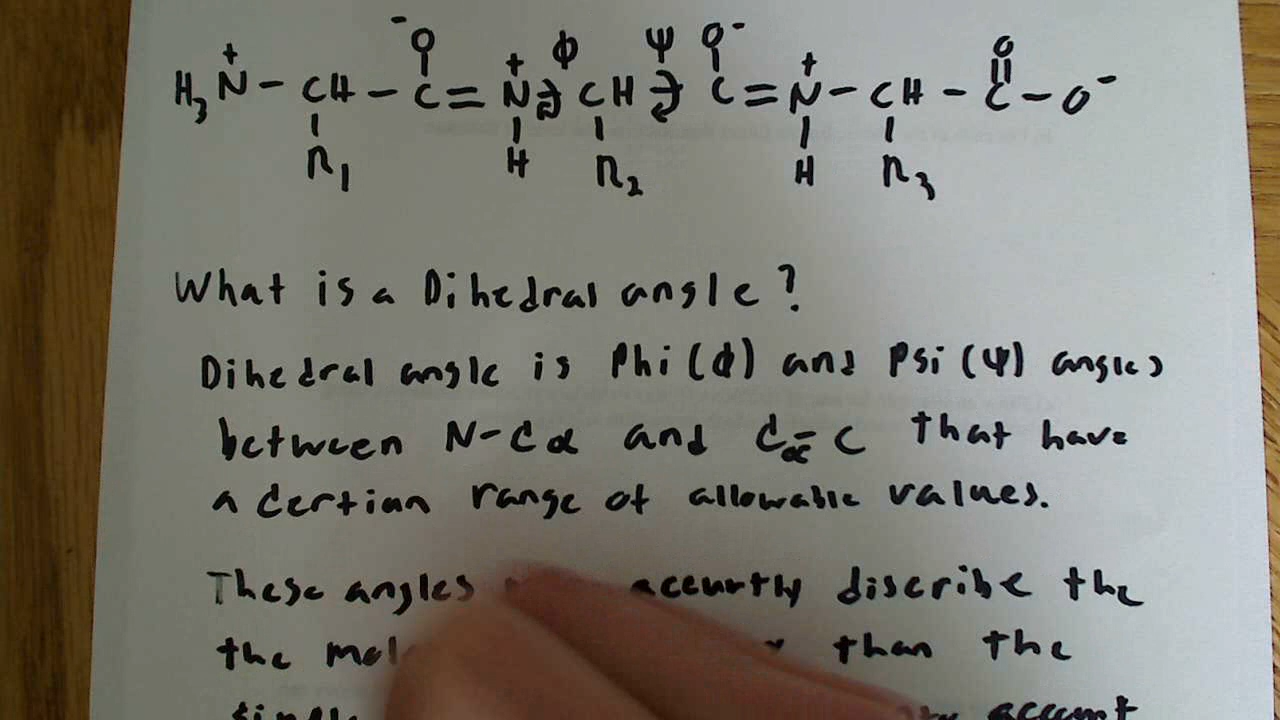 - O Φ Ψ O - O
H3N+ - CH - C = N+ CH C = N+ - CH - C - O-
R1 H R2 H R3
What is a Dihedral angle?
Dihedral angle is Phi (ϕ) and Psi (Ψ) angles
between N-Cα and Cα-C that have
a certian range of allowable values.
These angles accurtly discribe the
the than the
accunt